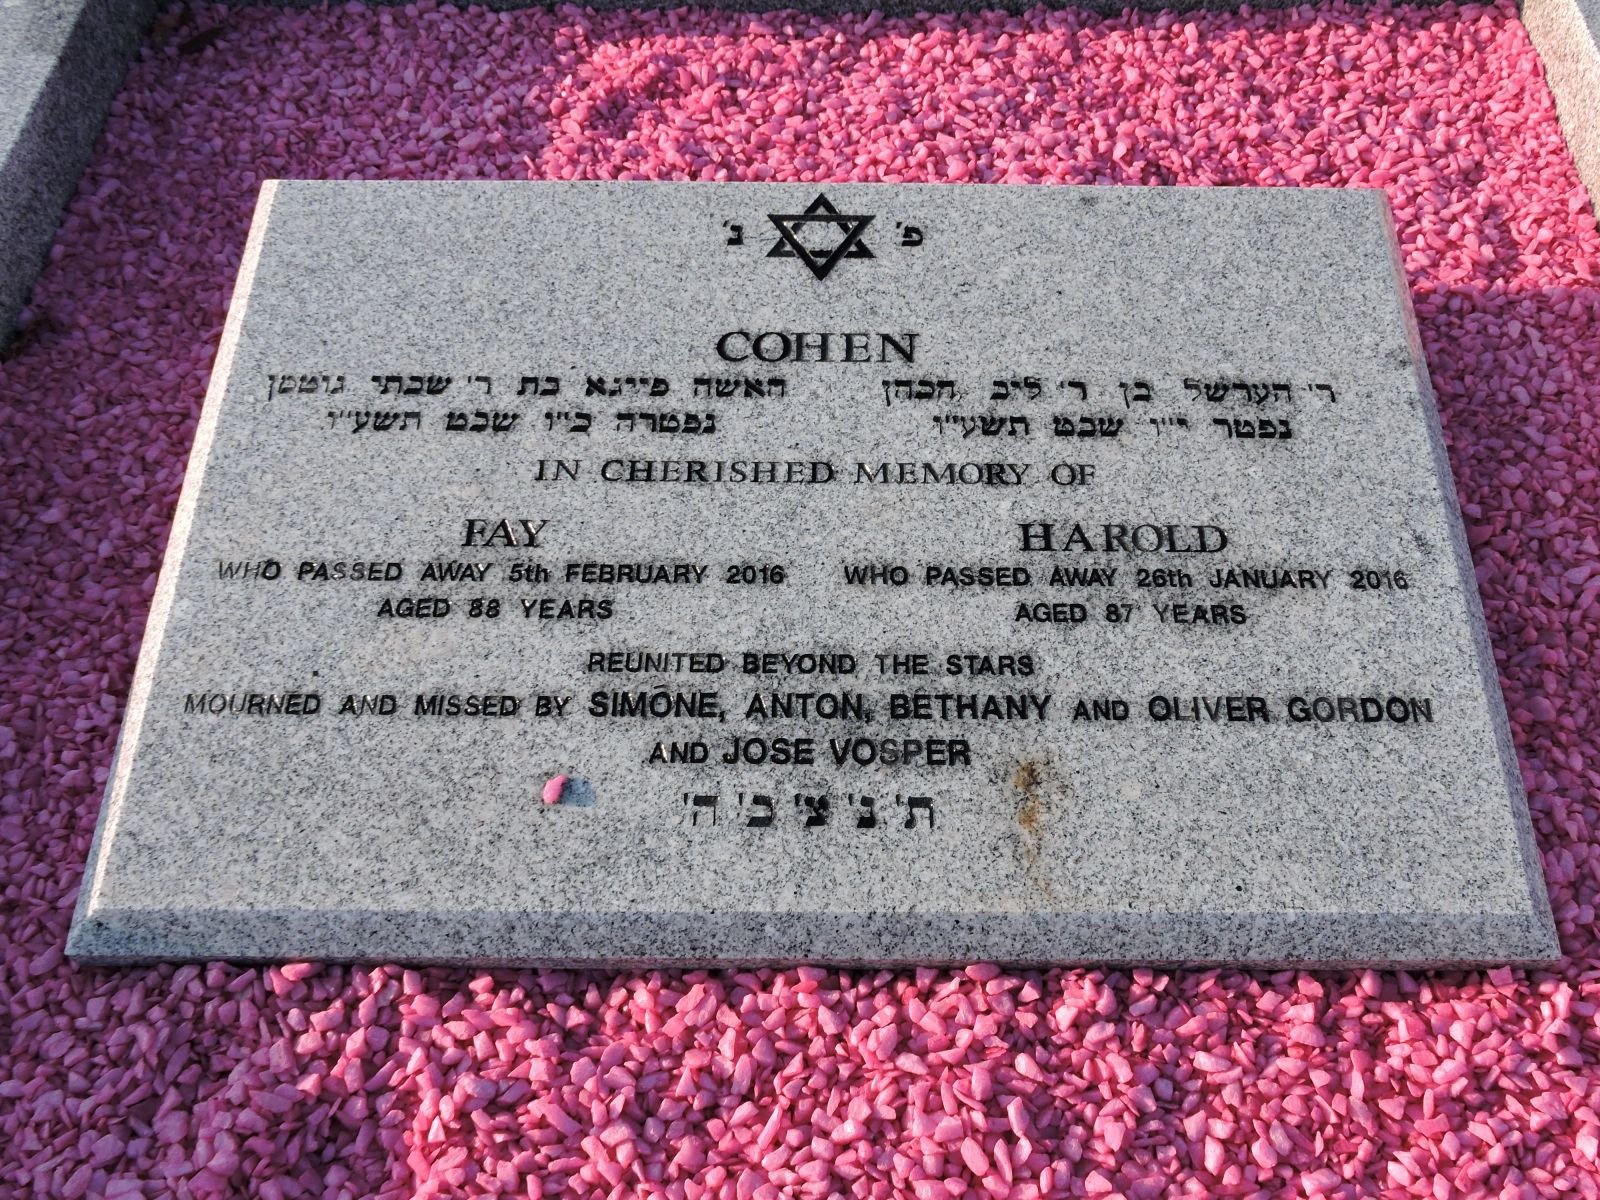 פ' נ'
COHEN
ר' הערשל בן ר' ליב הכהן
נפטר י"ו שבט תשע"ו
האשה פייגא בת ר' שבתי גוטמן
נפטרה כ"ו שבט תשע"ו
IN CHERISHED MEMORY OF
FAY
WHO PASSED AWAY 5th FEBRUARY 2016
AGED 88 YEARS
HAROLD
WHO PASSED AWAY 26th JANUARY 2016
AGED 87 YEARS
REUNITED BEYOND THE STARS
MOURNED AND MISSED BY SIMONE, ANTON, BETHANY AND OLIVER GORDON
AND JOSE VOSPER
ת' נ' צ' ב' ה'